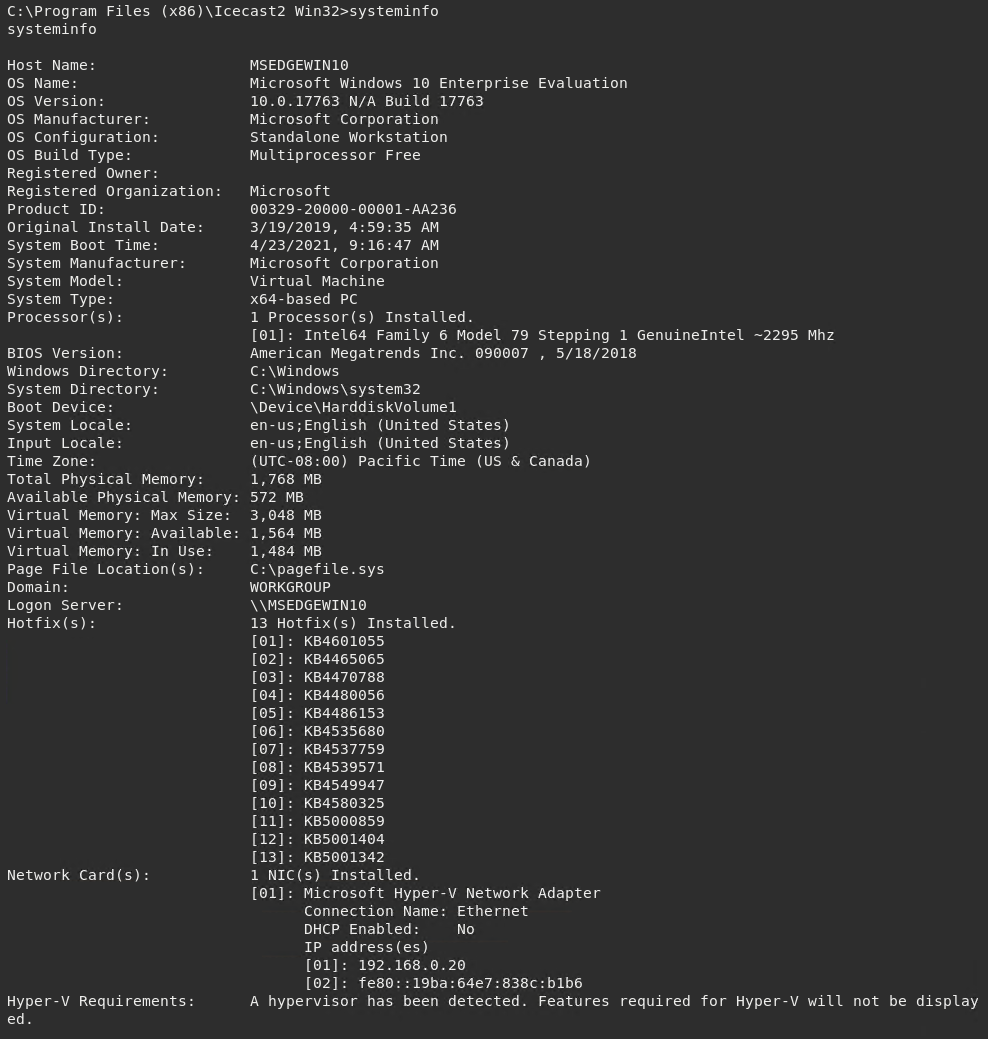 C:\Program Files (x86)\Icecast2 Win32>systeminfo
systeminfo
Host Name:                 MSEDGEWIN10
OS Name:                   Microsoft Windows 10 Enterprise Evaluation
OS Version:                10.0.17763 N/A Build 17763
OS Manufacturer:           Microsoft Corporation
OS Configuration:          Standalone Workstation
OS Build Type:             Multiprocessor Free
Registered Owner:
Registered Organization:   Microsoft
Product ID:                00329-20000-00001-AA236
Original Install Date:     3/19/2019, 4:59:35 AM
System Boot Time:          4/23/2021, 9:16:47 AM
System Manufacturer:       Microsoft Corporation
System Model:              Virtual Machine
System Type:               x64-based PC
Processor(s):              1 Processor(s) Installed.
                           [01]: Intel64 Family 6 Model 79 Stepping 1 GenuineIntel ~2295 Mhz
BIOS Version:              American Megatrends Inc. 090007 , 5/18/2018
Windows Directory:         C:\Windows
System Directory:          C:\Windows\system32
Boot Device:               \Device\HarddiskVolume1
System Locale:             en-us;English (United States)
Input Locale:              en-us;English (United States)
Time Zone:                 (UTC-08:00) Pacific Time (US & Canada)
Total Physical Memory:     1,768 MB
Available Physical Memory: 572 MB
Virtual Memory: Max Size:  3,048 MB
Virtual Memory: Available: 1,564 MB
Virtual Memory: In Use:    1,484 MB
Page File Location(s):     C:\pagefile.sys
Domain:                    WORKGROUP
Logon Server:              \\MSEDGEWIN10
Hotfix(s):                 13 Hotfix(s) Installed.
                           [01]: KB4601055
                           [02]: KB4465065
                           [03]: KB4470788
                           [04]: KB4480056
                           [05]: KB4486153
                           [06]: KB4535680
                           [07]: KB4537759
                           [08]: KB4539571
                           [09]: KB4549947
                           [10]: KB4580325
                           [11]: KB5000859
                           [12]: KB5001404
                           [13]: KB5001342
Network Card(s):           1 NIC(s) Installed.
                           [01]: Microsoft Hyper-V Network Adapter
                                 Connection Name: Ethernet
                                 DHCP Enabled:    No
                                 IP address(es)
                                 [01]: 192.168.0.20
                                 [02]: fe80::19ba:64e7:838c:b1b6
Hyper-V Requirements:      A hypervisor has been detected. Features required for Hyper-V will not be display
ed.